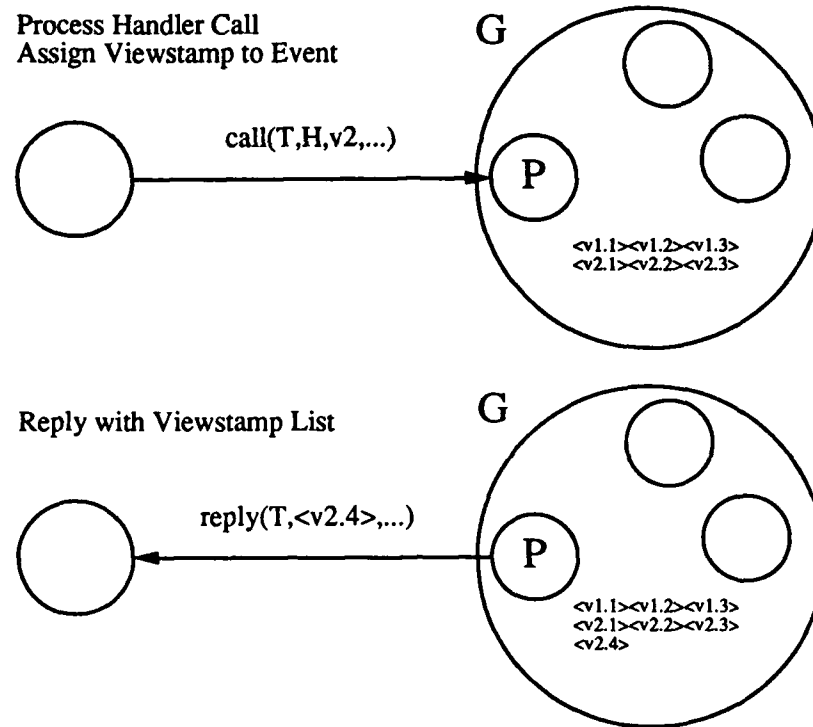 Process Handler Call
Assign Viewstamp to Event
G
call(T,H,v2,...)
P
<v1.1><v1.2><v1.3>
<v2.1><v2.2><v2.3>
Reply with Viewstamp List
G
reply(T,<v2.4>,...)
P
<v1.1><v1.2><v1.3>
<v2.1><v2.2><v2.3>
<v2.4>